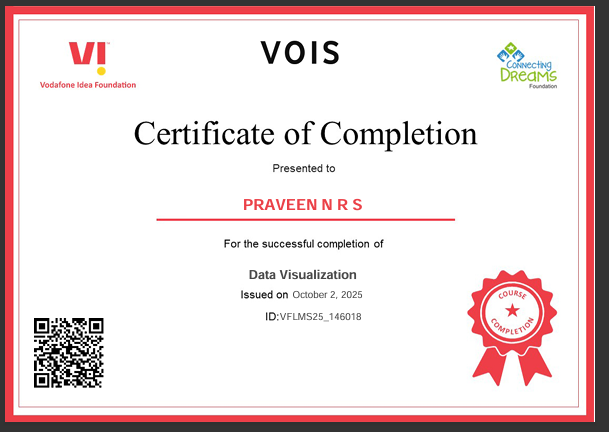 VI
Vodafone Idea Foundation
VOIS
Connecting
Dreams
Foundation
Certificate of Completion
Presented to
PRAVEEN N R S
For the successful completion of
Data Visualization
Issued on October 2, 2025
ID:VFLMS25_146018
COURSE
COMPLETION